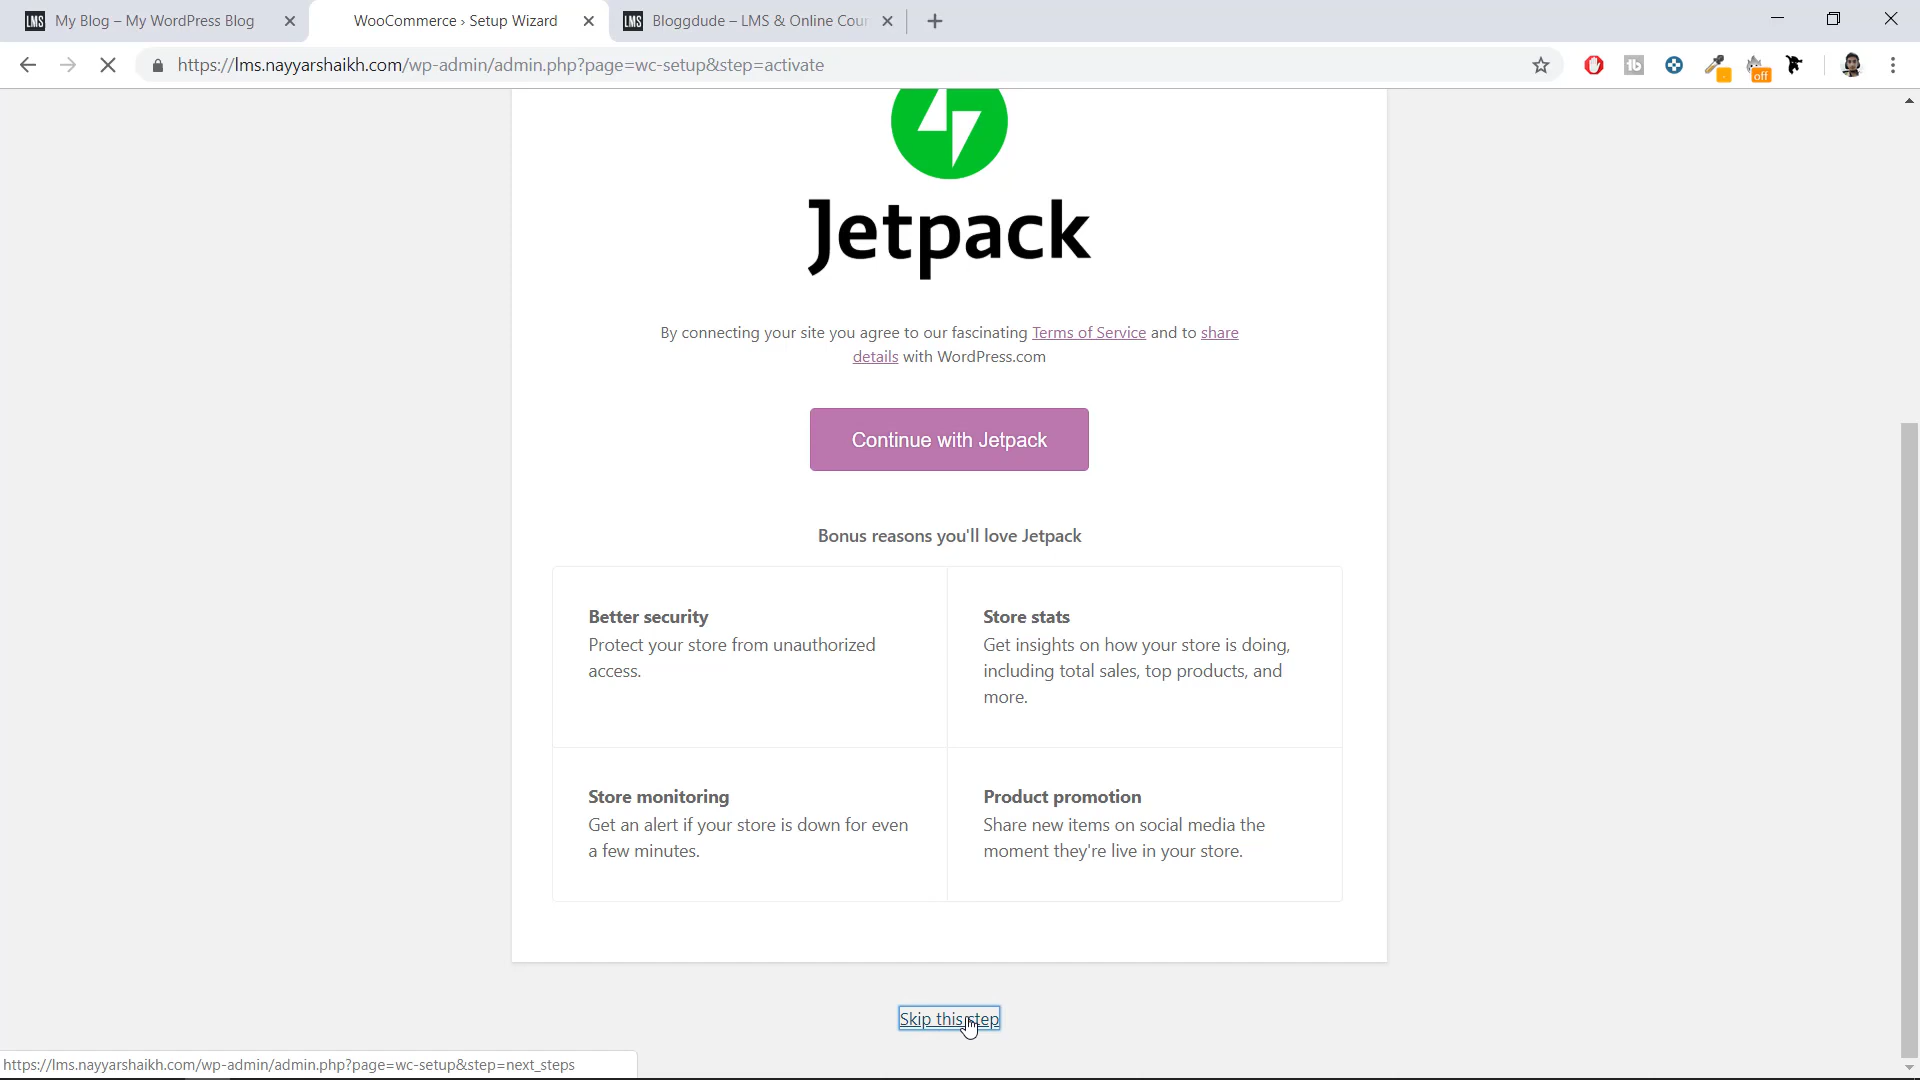 LMS My Blog – My WordPress Blog
WooCommerce › Setup Wizard
LMS Bloggdude – LMS & Online Cour
https://lms.nayyarshaikh.com/wp-admin/admin.php?page=wc-setup&step=activate
tb
off
Jetpack
By connecting your site you agree to our fascinating Terms of Service and to share
details with WordPress.com
Continue with Jetpack
Bonus reasons you'll love Jetpack
Better security
Protect your store from unauthorized
access.
Store stats
Get insights on how your store is doing,
including total sales, top products, and
more.
Store monitoring
Get an alert if your store is down for even
a few minutes.
Product promotion
Share new items on social media the
moment they're live in your store.
Skip this step
https://lms.nayyarshaikh.com/wp-admin/admin.php?page=wc-setup&step=next_steps